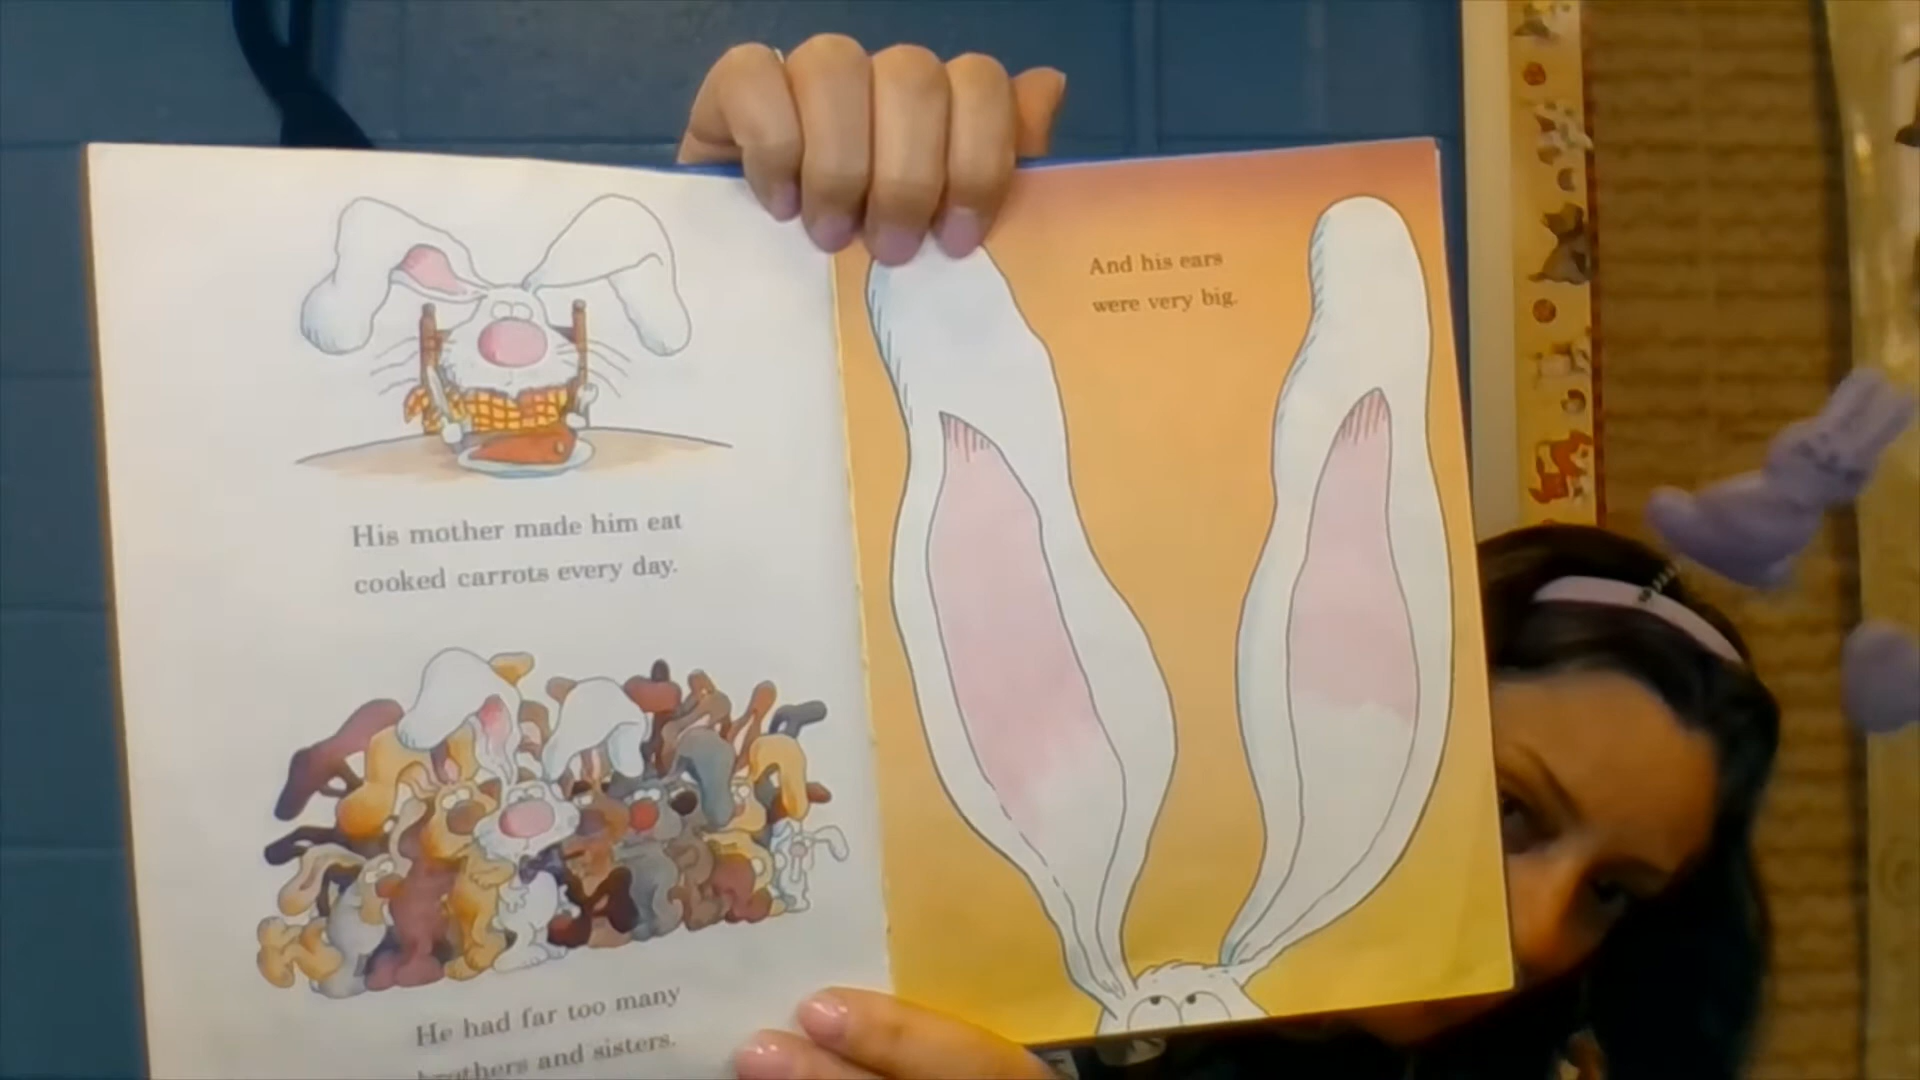 His mother made him eat
cooked carrots every day.
He had far too many
brothers and sisters.
And his ears
were very big.